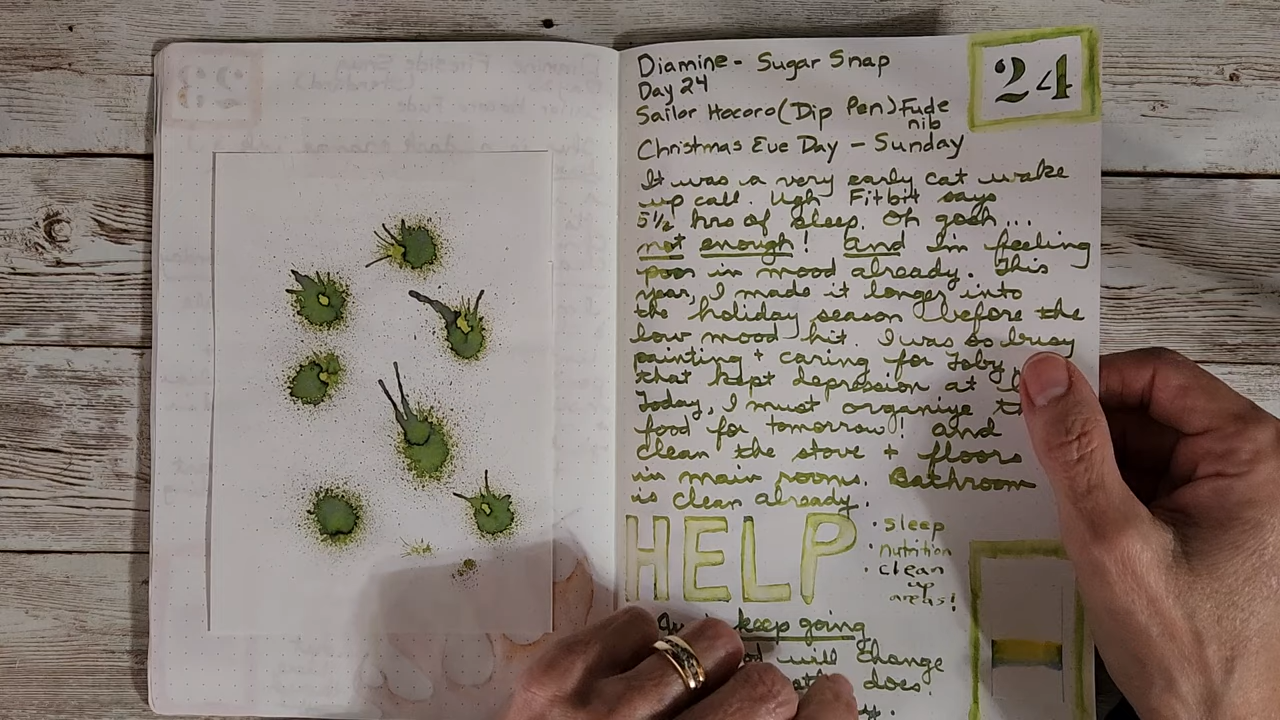 Diamine - Sugar Snap
Day 24
24
Sailor Hocoro (Dip Pen) Fude
nib
Christmas Eve Day - Sunday
It was a very early cat wake
up call. Ugh Fitbit says
5½ hrs of sleep. Oh gosh...
not enough! and I'm feeling
poor in mood already. This
year, I made it longer into
the holiday season before the
low mood hit. I was so busy
painting + caring for Toby
that kept depression at
Today, I must organize
food for tomorrow! and
clean the stove + floors
in main rooms. Bathroom
is clean already.
HELP
· sleep
· nutrition
· clean
up
areas!
keep going
will change
does.
23
Diamine Fireside Snug